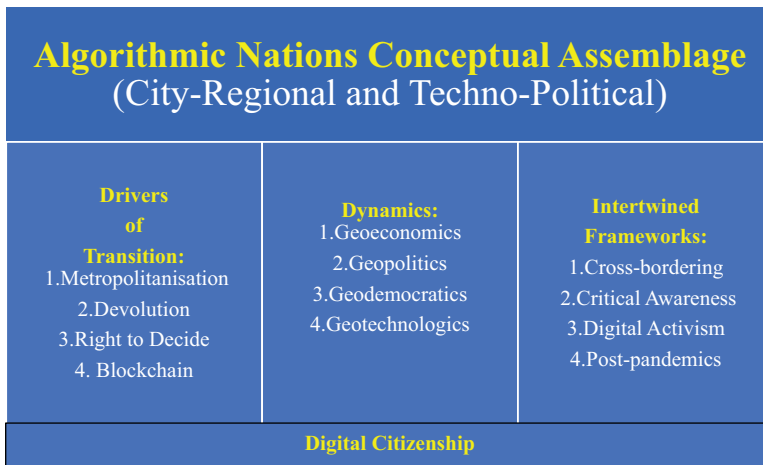 Algorithmic Nations Conceptual Assemblage
(City-Regional and Techno-Political)
Drivers
of
Transition:
1.Metropolitanisation
2.Devolution
3.Right to Decide
4. Blockchain
Dynamics:
1.Geoeconomics
2.Geopolitics
3.Geodemocratics
4.Geotechnologics
Intertwined
Frameworks:
1.Cross-bordering
2.Critical Awareness
3.Digital Activism
4.Post-pandemics
Digital Citizenship